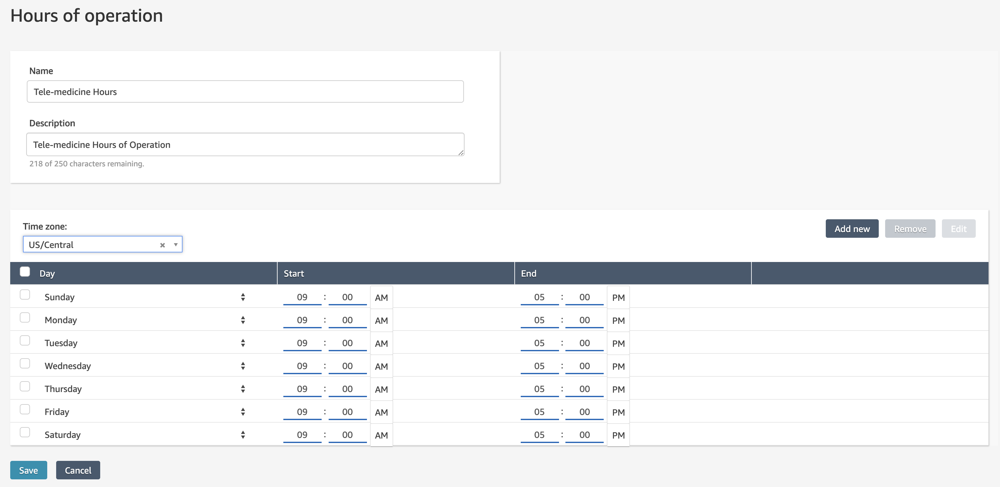 Hours of operation
Name
Tele-medicine Hours
Description
Tele-medicine Hours of Operation
218 of 250 characters remaining.
Time zone:
US/Central
Add new Remove Edit
Day Start End
Sunday 09 : 00 AM 05 : 00 PM
Monday 09 : 00 AM 05 : 00 PM
Tuesday 09 : 00 AM 05 : 00 PM
Wednesday 09 : 00 AM 05 : 00 PM
Thursday 09 : 00 AM 05 : 00 PM
Friday 09 : 00 AM 05 : 00 PM
Saturday 09 : 00 AM 05 : 00 PM
Save Cancel